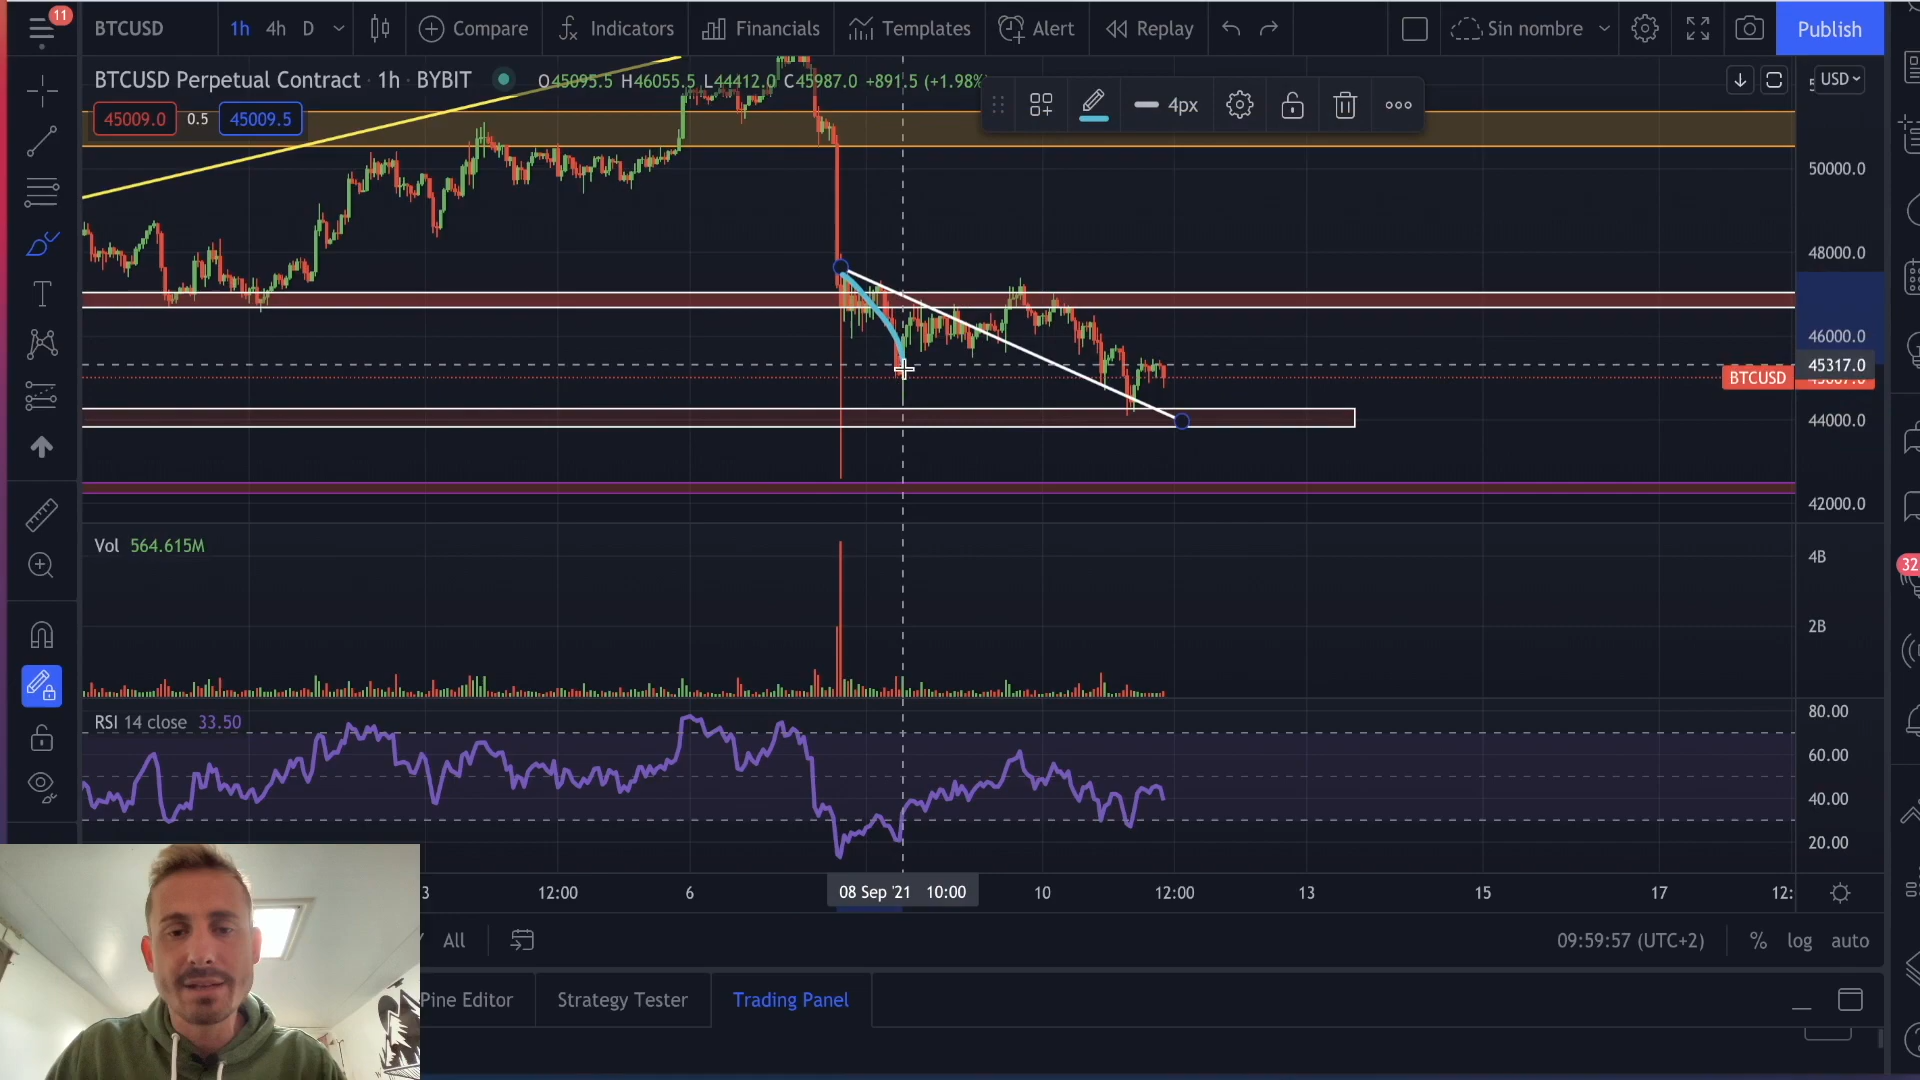 11
BTCUSD
1h 4h D
Compare
Indicators
Financials
Templates
Alert
Replay
Sin nombre
Publish
BTCUSD Perpetual Contract · 1h · BYBIT
O45095.5 H46055.5 L44412.0 C45987.0 +891.5 (+1.98%
45009.0 0.5 45009.5
4px
USD
50000.0
48000.0
46000.0
45317.0
BTCUSD
44000.0
42000.0
Vol 564.615M
4B
2B
32
RSI 14 close 33.50
80.00
60.00
40.00
20.00
3 12:00 6 08 Sep '21 10:00 10 12:00 13 15 17 12:
All
09:59:57 (UTC+2) % log auto
Pine Editor Strategy Tester Trading Panel